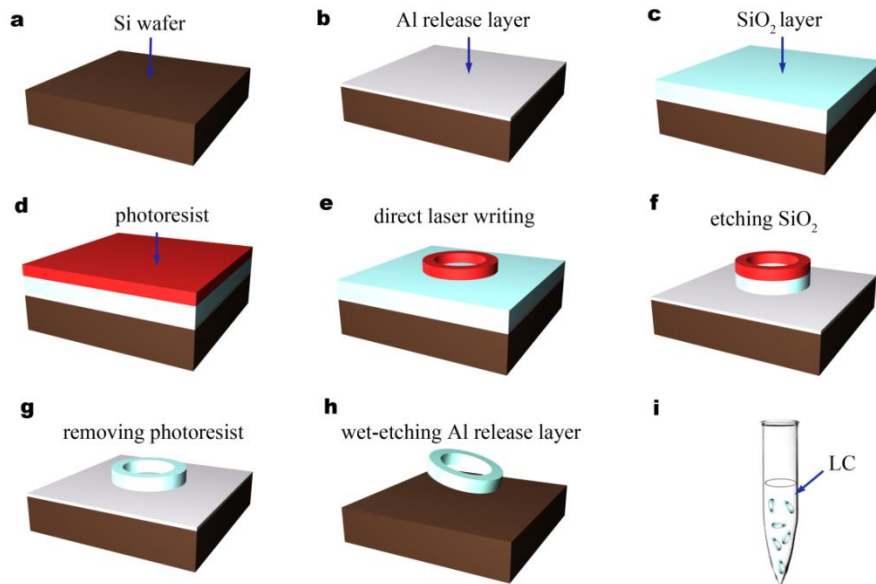 a
Si wafer
b
Al release layer
c
SiO₂ layer
d
photoresist
e
direct laser writing
f
etching SiO₂
g
removing photoresist
h
wet-etching Al release layer
i
LC